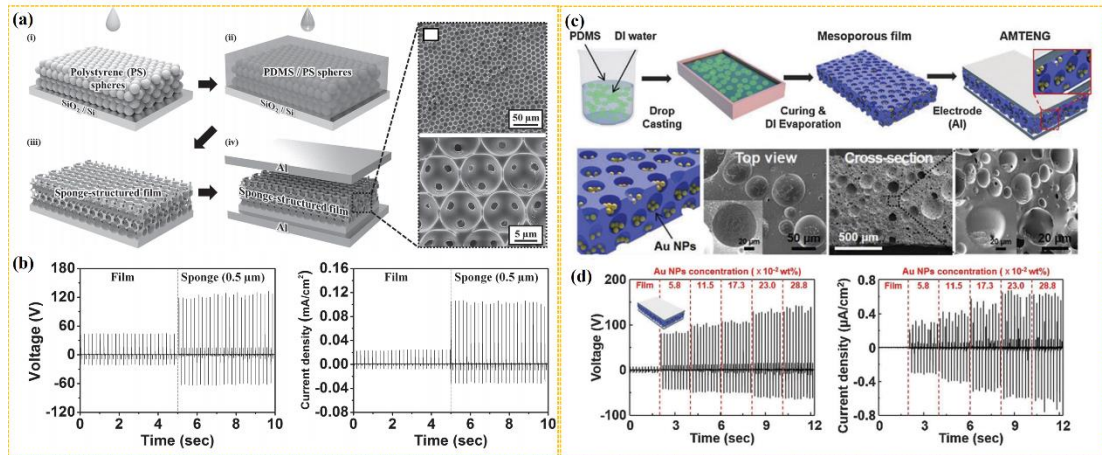 (a)
(i)
Polystyrene (PS)
spheres
SiO₂ / Si
(ii)
PDMS / PS spheres
SiO₂ / Si
(iii)
Sponge-structured film
(iv)
Al
Sponge-structured film
Al
50 µm
5 µm
(b)
Film
Sponge (0.5 µm)
Voltage (V)
180
120
60
0
-60
-120
0 2 4 6 8 10
Time (sec)
Film
Sponge (0.5 µm)
Current density (mA/cm²)
0.16
0.12
0.08
0.04
0.00
-0.04
-0.08
0 2 4 6 8 10
Time (sec)
(c)
PDMS
DI water
Drop
Casting
Curing &
DI Evaporation
Mesoporous film
Electrode
(Al)
AMTENG
Au NPs
Top view
20 µm
50 µm
Cross-section
500 µm
20 µm
20 µm
(d)
Au NPs concentration ( x 10⁻² wt%)
Film 5.8 11.5 17.3 23.0 28.8
Voltage (V)
200
100
0
-100
0 3 6 9 12
Time (sec)
Au NPs concentration ( x 10⁻² wt%)
Film 5.8 11.5 17.3 23.0 28.8
Current density (µA/cm²)
0.8
0.4
0
-0.4
-0.8
0 3 6 9 12
Time (sec)